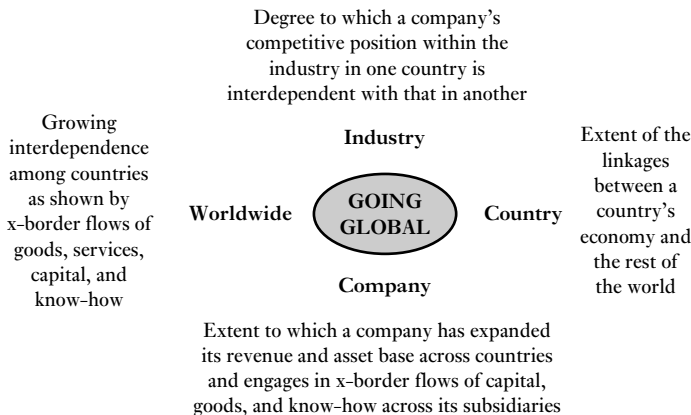 Degree to which a company's
competitive position within the
industry in one country is
interdependent with that in another
Industry
Growing
interdependence
among countries
as shown by
x-border flows of
goods, services,
capital, and
know-how
Worldwide
GOING
GLOBAL
Country
Extent of the
linkages
between a
country's
economy and
the rest of
the world
Company
Extent to which a company has expanded
its revenue and asset base across countries
and engages in x-border flows of capital,
goods, and know-how across its subsidiaries